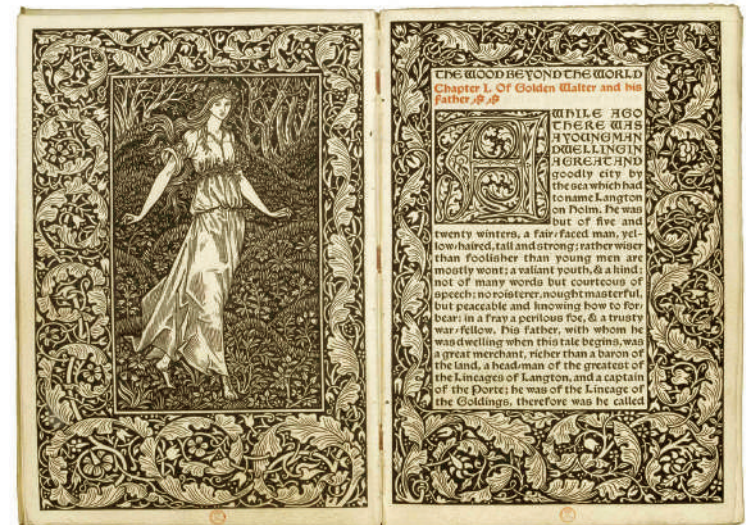 THE WOOD BEYOND THE WORLD
Chapter I. Of Golden Walter and his
father
A WHILE AGO
THERE WAS
A YOUNG MAN
DWELLING IN
A GREAT AND
goodly city by
the sea which had
to name Langton
on Holm. He was
but of five and
twenty winters, a fair-faced man, yel-
low-haired, tall and strong; rather wiser
than foolisher than young men are
mostly wont; a valiant youth, & a kind;
not of many words but courteous of
speech; no roisterer, nought masterful,
but peaceable and knowing how to for-
bear: in a fray a perilous foe, & a trusty
war-fellow. His father, with whom he
was dwelling when this tale begins, was
a great merchant, richer than a baron of
the land, a head-man of the greatest of
the Lineages of Langton, and a captain
of the Porte; he was of the Lineage of
the Goldings, therefore was he called